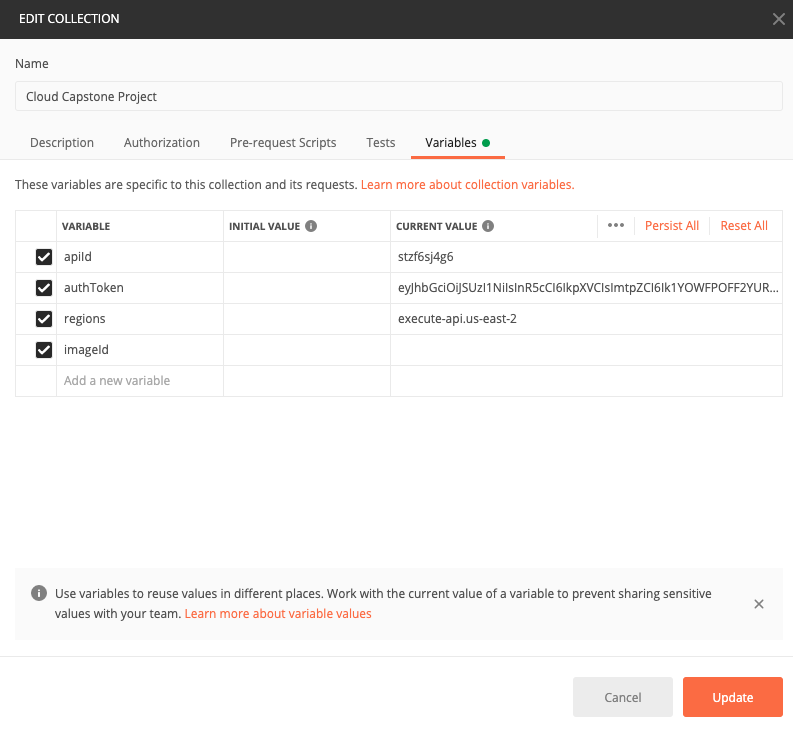 EDIT COLLECTION
Name
Cloud Capstone Project
Description Authorization Pre-request Scripts Tests Variables
These variables are specific to this collection and its requests. Learn more about collection variables.
VARIABLE INITIAL VALUE CURRENT VALUE Persist All Reset All
apiId stzf6sj4g6
authToken eyJhbGciOiJSUzI1NiIsInR5cCI6IkpXVCIsImtpZCI6Ik1YOWFPOFF2YUR...
regions execute-api.us-east-2
imageId
Add a new variable
Use variables to reuse values in different places. Work with the current value of a variable to prevent sharing sensitive
values with your team. Learn more about variable values
Cancel Update